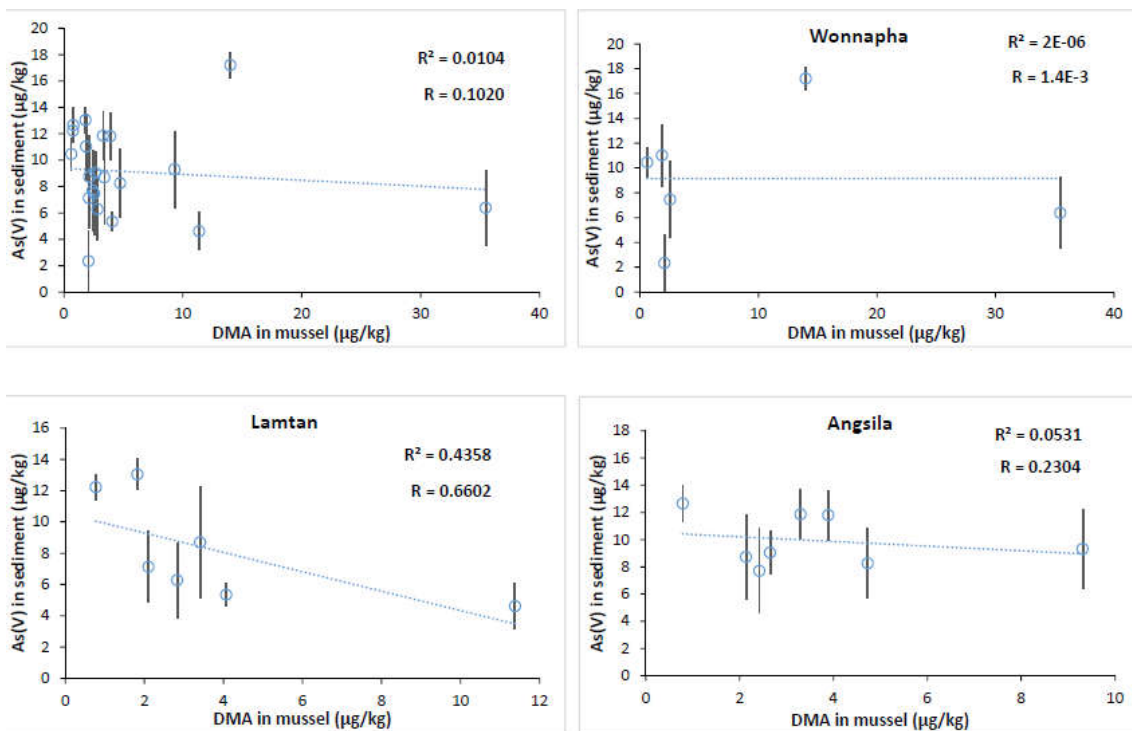 20
18
16
14
12
10
8
6
4
2
0
As(V) in sediment (µg/kg)
R² = 0.0104
R = 0.1020
0 10 20 30 40
DMA in mussel (µg/kg)
Wonnapha
20
18
16
14
12
10
8
6
4
2
0
As(V) in sediment (µg/kg)
R² = 2E-06
R = 1.4E-3
0 10 20 30 40
DMA in mussel (µg/kg)
Lamtan
16
14
12
10
8
6
4
2
0
As(V) in sediment (µg/kg)
R² = 0.4358
R = 0.6602
0 2 4 6 8 10 12
DMA in mussel (µg/kg)
Angsila
18
16
14
12
10
8
6
4
2
0
As(V) in sediment (µg/kg)
R² = 0.0531
R = 0.2304
0 2 4 6 8 10
DMA in mussel (µg/kg)